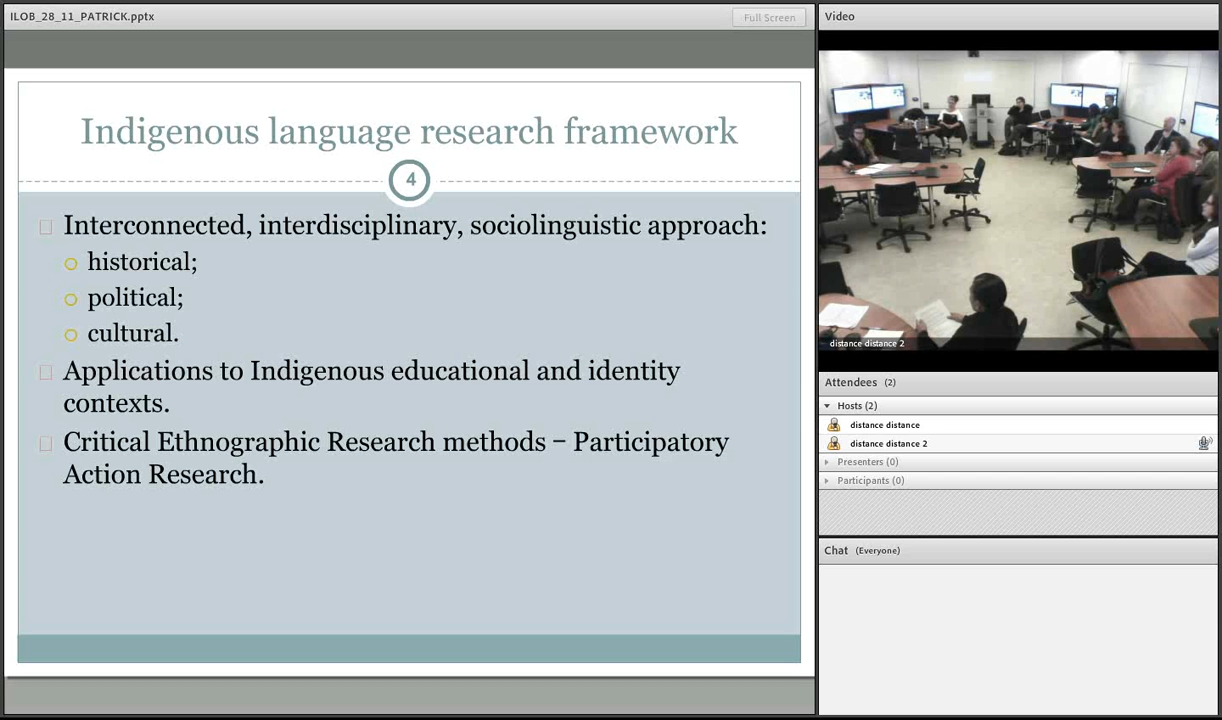 ILOB_28_11_PATRICK.pptx
Full Screen
Indigenous language research framework
4
Interconnected, interdisciplinary, sociolinguistic approach:
historical;
political;
cultural.
Applications to Indigenous educational and identity
contexts.
Critical Ethnographic Research methods – Participatory
Action Research.
Video
distance distance 2
Attendees (2)
Hosts (2)
distance distance
distance distance 2
Presenters (0)
Participants (0)
Chat (Everyone)